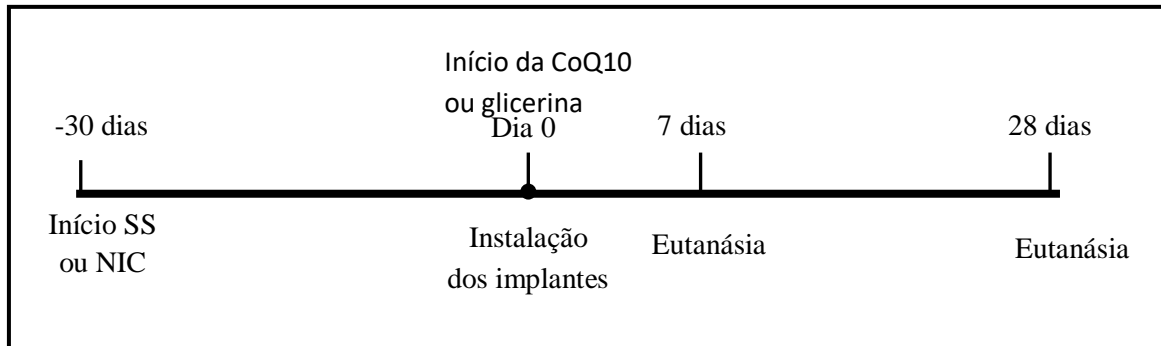 Início da CoQ10
ou glicerina
-30 dias
Dia 0
7 dias
28 dias
Início SS
ou NIC
Instalação
dos implantes
Eutanásia
Eutanásia